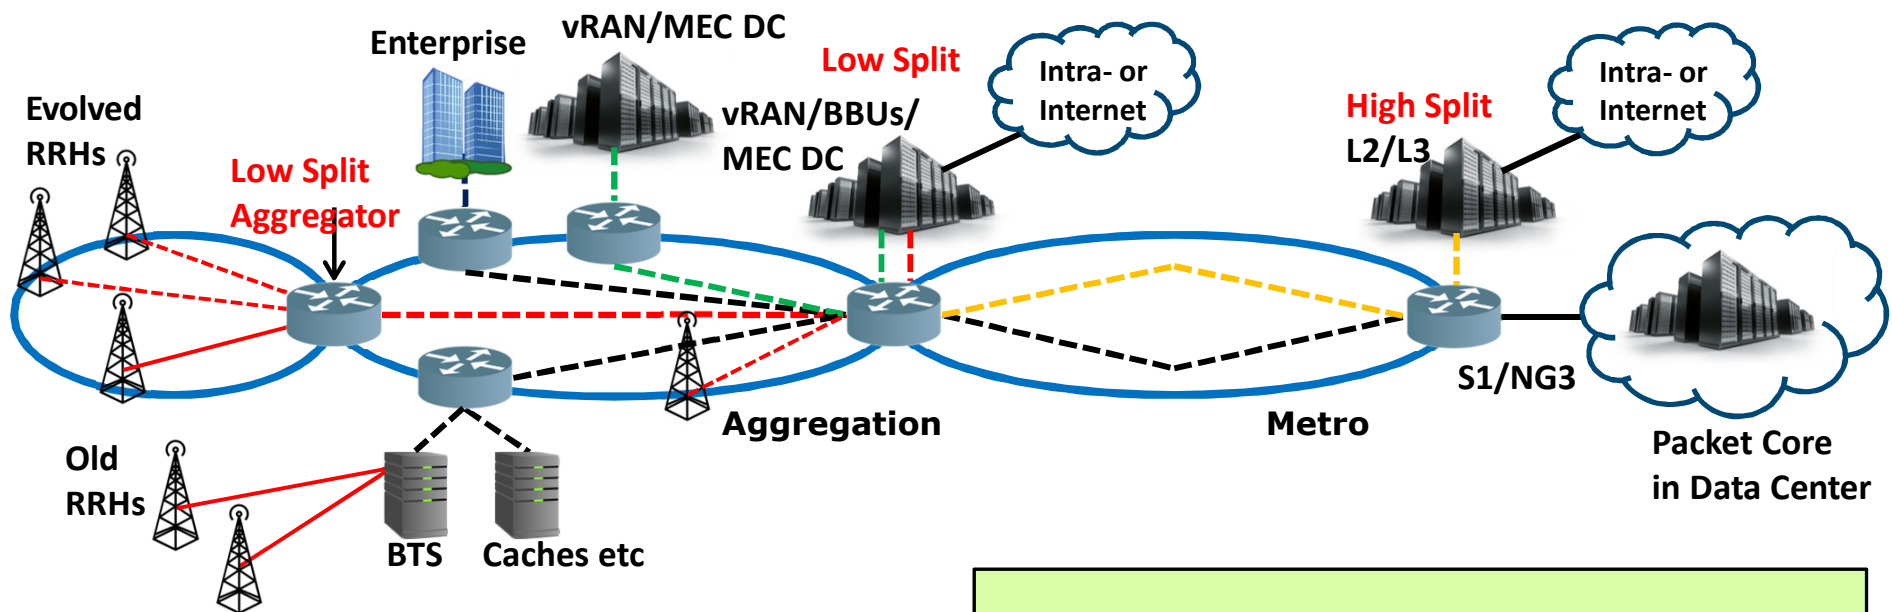 Enterprise
vRAN/MEC DC
Low Split
Intra- or
Internet
Intra- or
Internet
Evolved
RRHs
vRAN/BBUs/
MEC DC
High Split
L2/L3
Low Split
Aggregator
S1/NG3
Aggregation
Metro
Packet Core
in Data Center
Old
RRHs
BTS
Caches etc